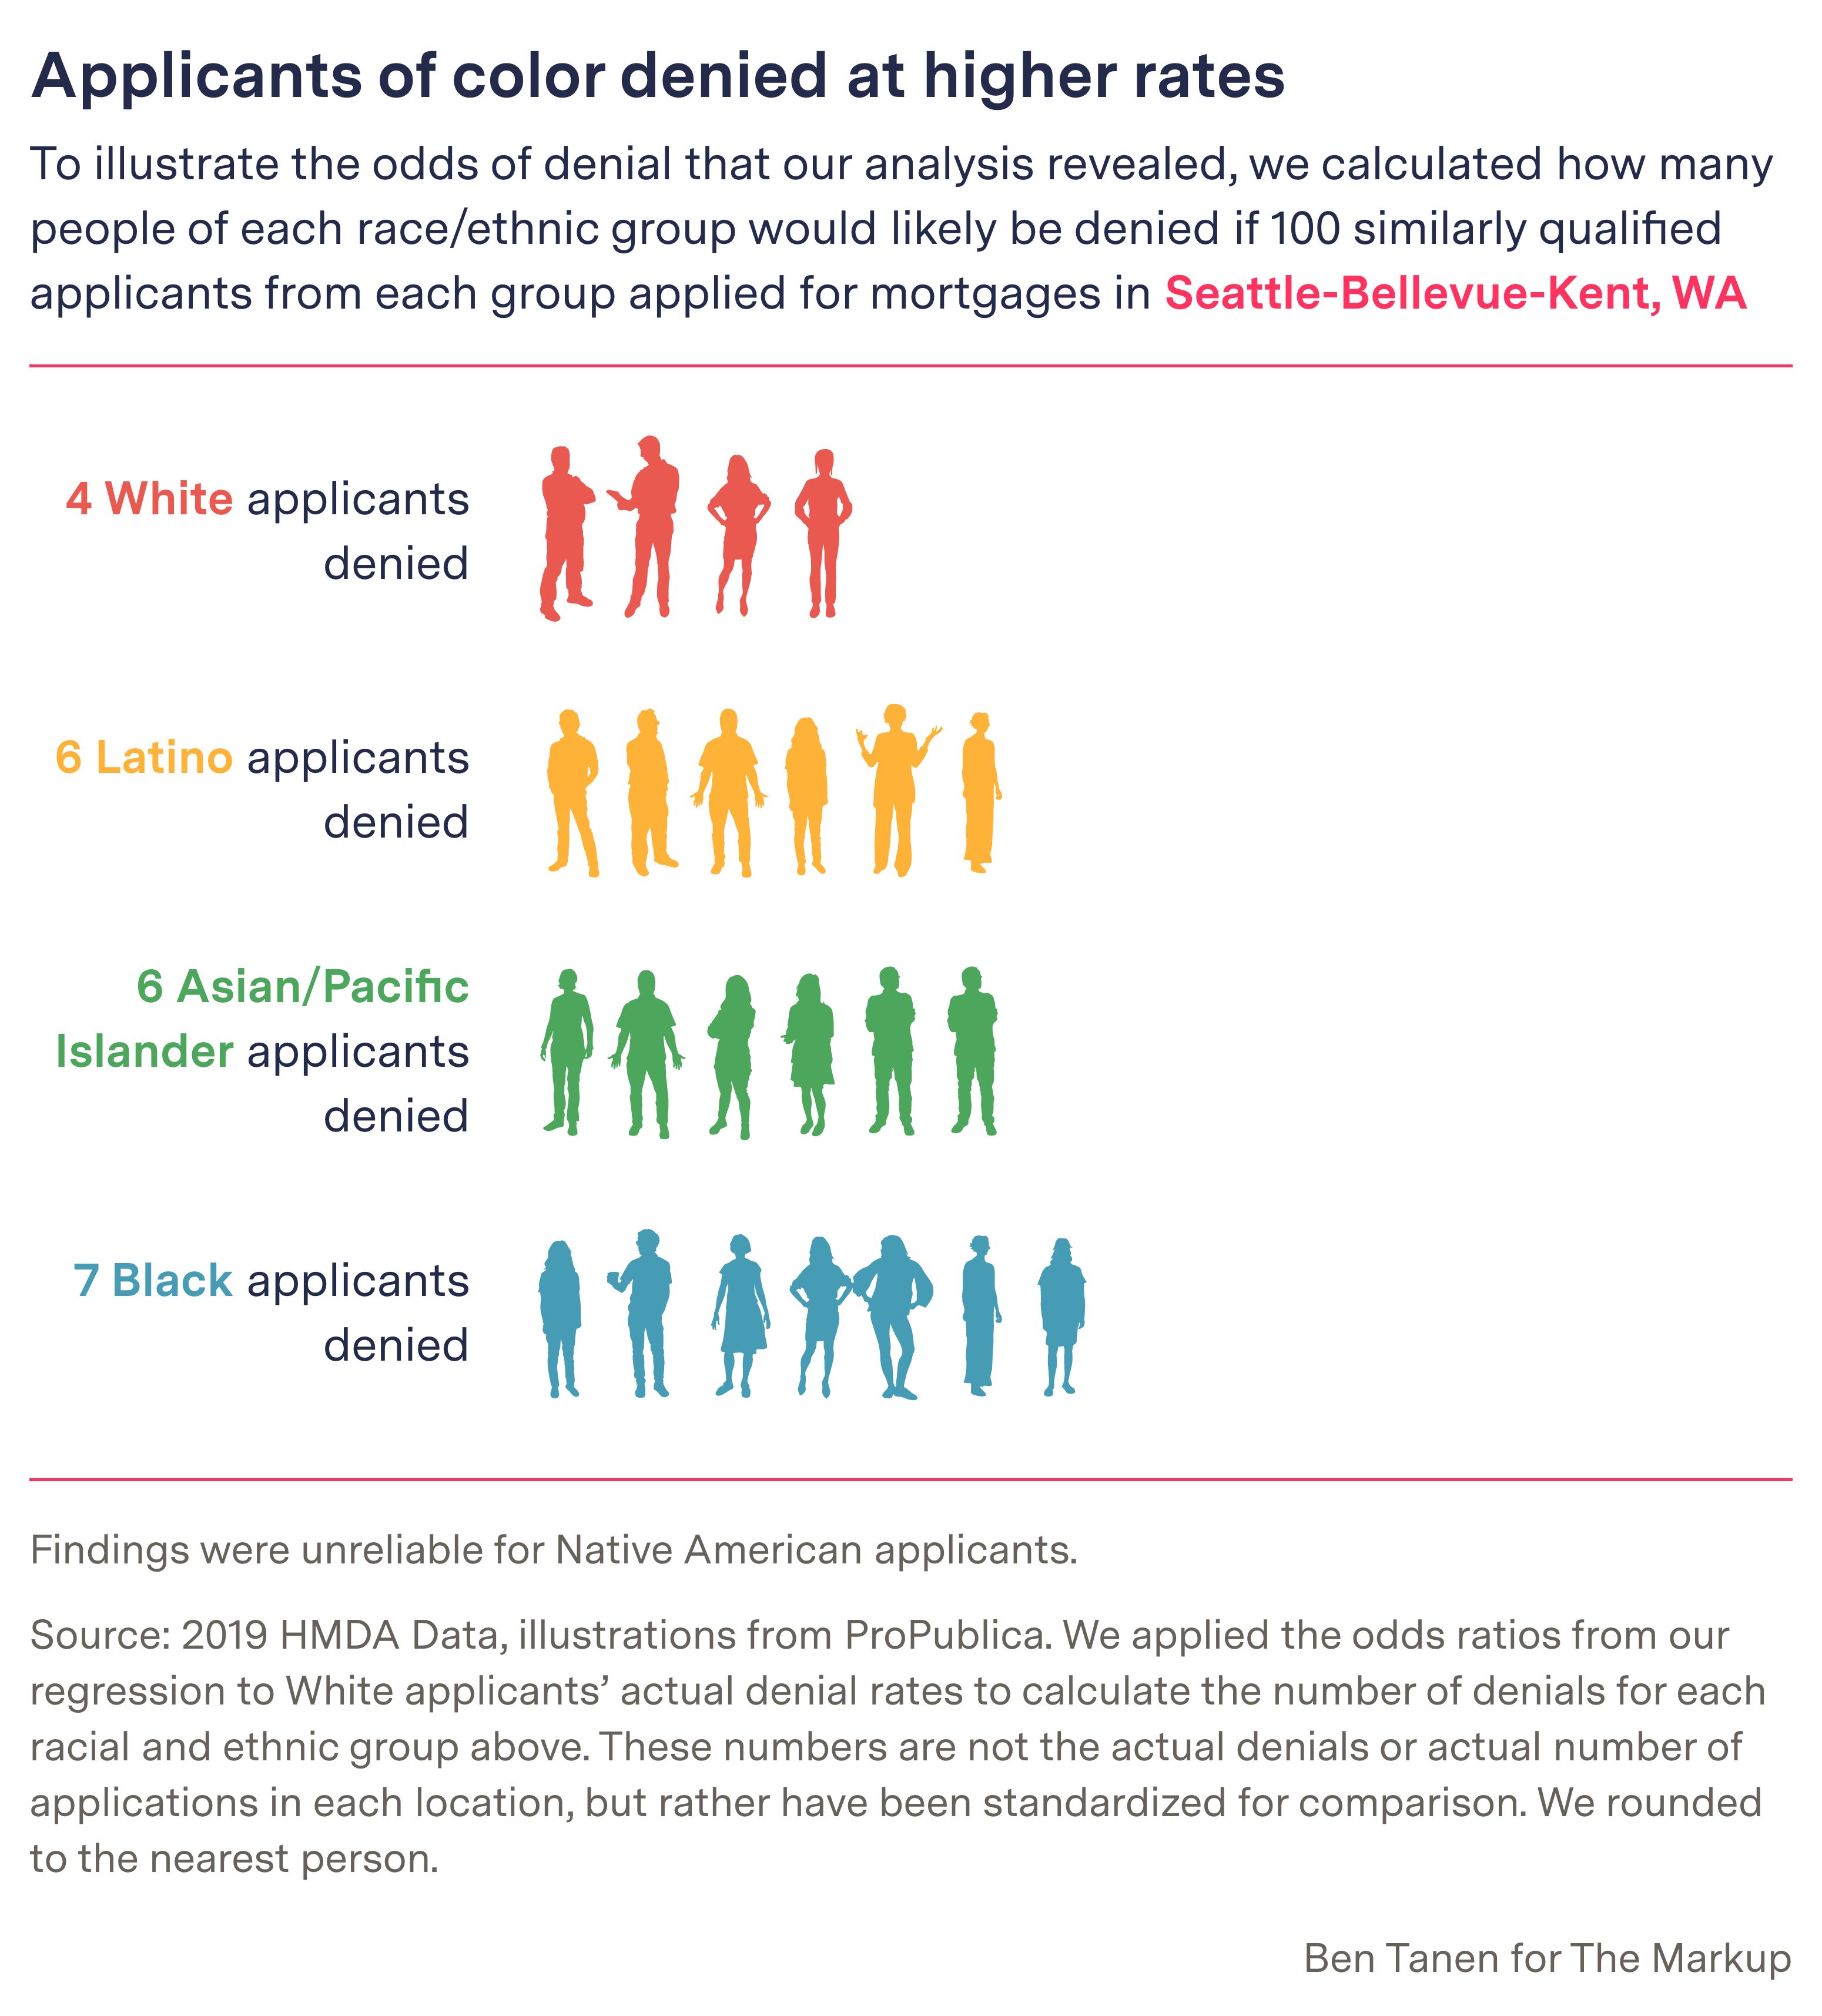 Applicants of color denied at higher rates
To illustrate the odds of denial that our analysis revealed, we calculated how many
people of each race/ethnic group would likely be denied if 100 similarly qualified
applicants from each group applied for mortgages in Seattle-Bellevue-Kent, WA
4 White applicants
denied
6 Latino applicants
denied
6 Asian/Pacific
Islander applicants
denied
7 Black applicants
denied
Findings were unreliable for Native American applicants.
Source: 2019 HMDA Data, illustrations from ProPublica. We applied the odds ratios from our
regression to White applicants’ actual denial rates to calculate the number of denials for each
racial and ethnic group above. These numbers are not the actual denials or actual number of
applications in each location, but rather have been standardized for comparison. We rounded
to the nearest person.
Ben Tanen for The Markup